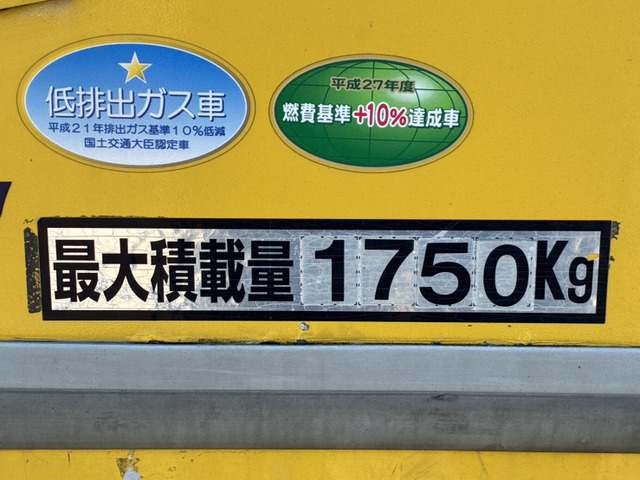 低排出ガス車
平成21年排出ガス基準10%低減
国土交通大臣認定車
平成27年度
燃費基準+10%達成車
最大積載量 1750Kg